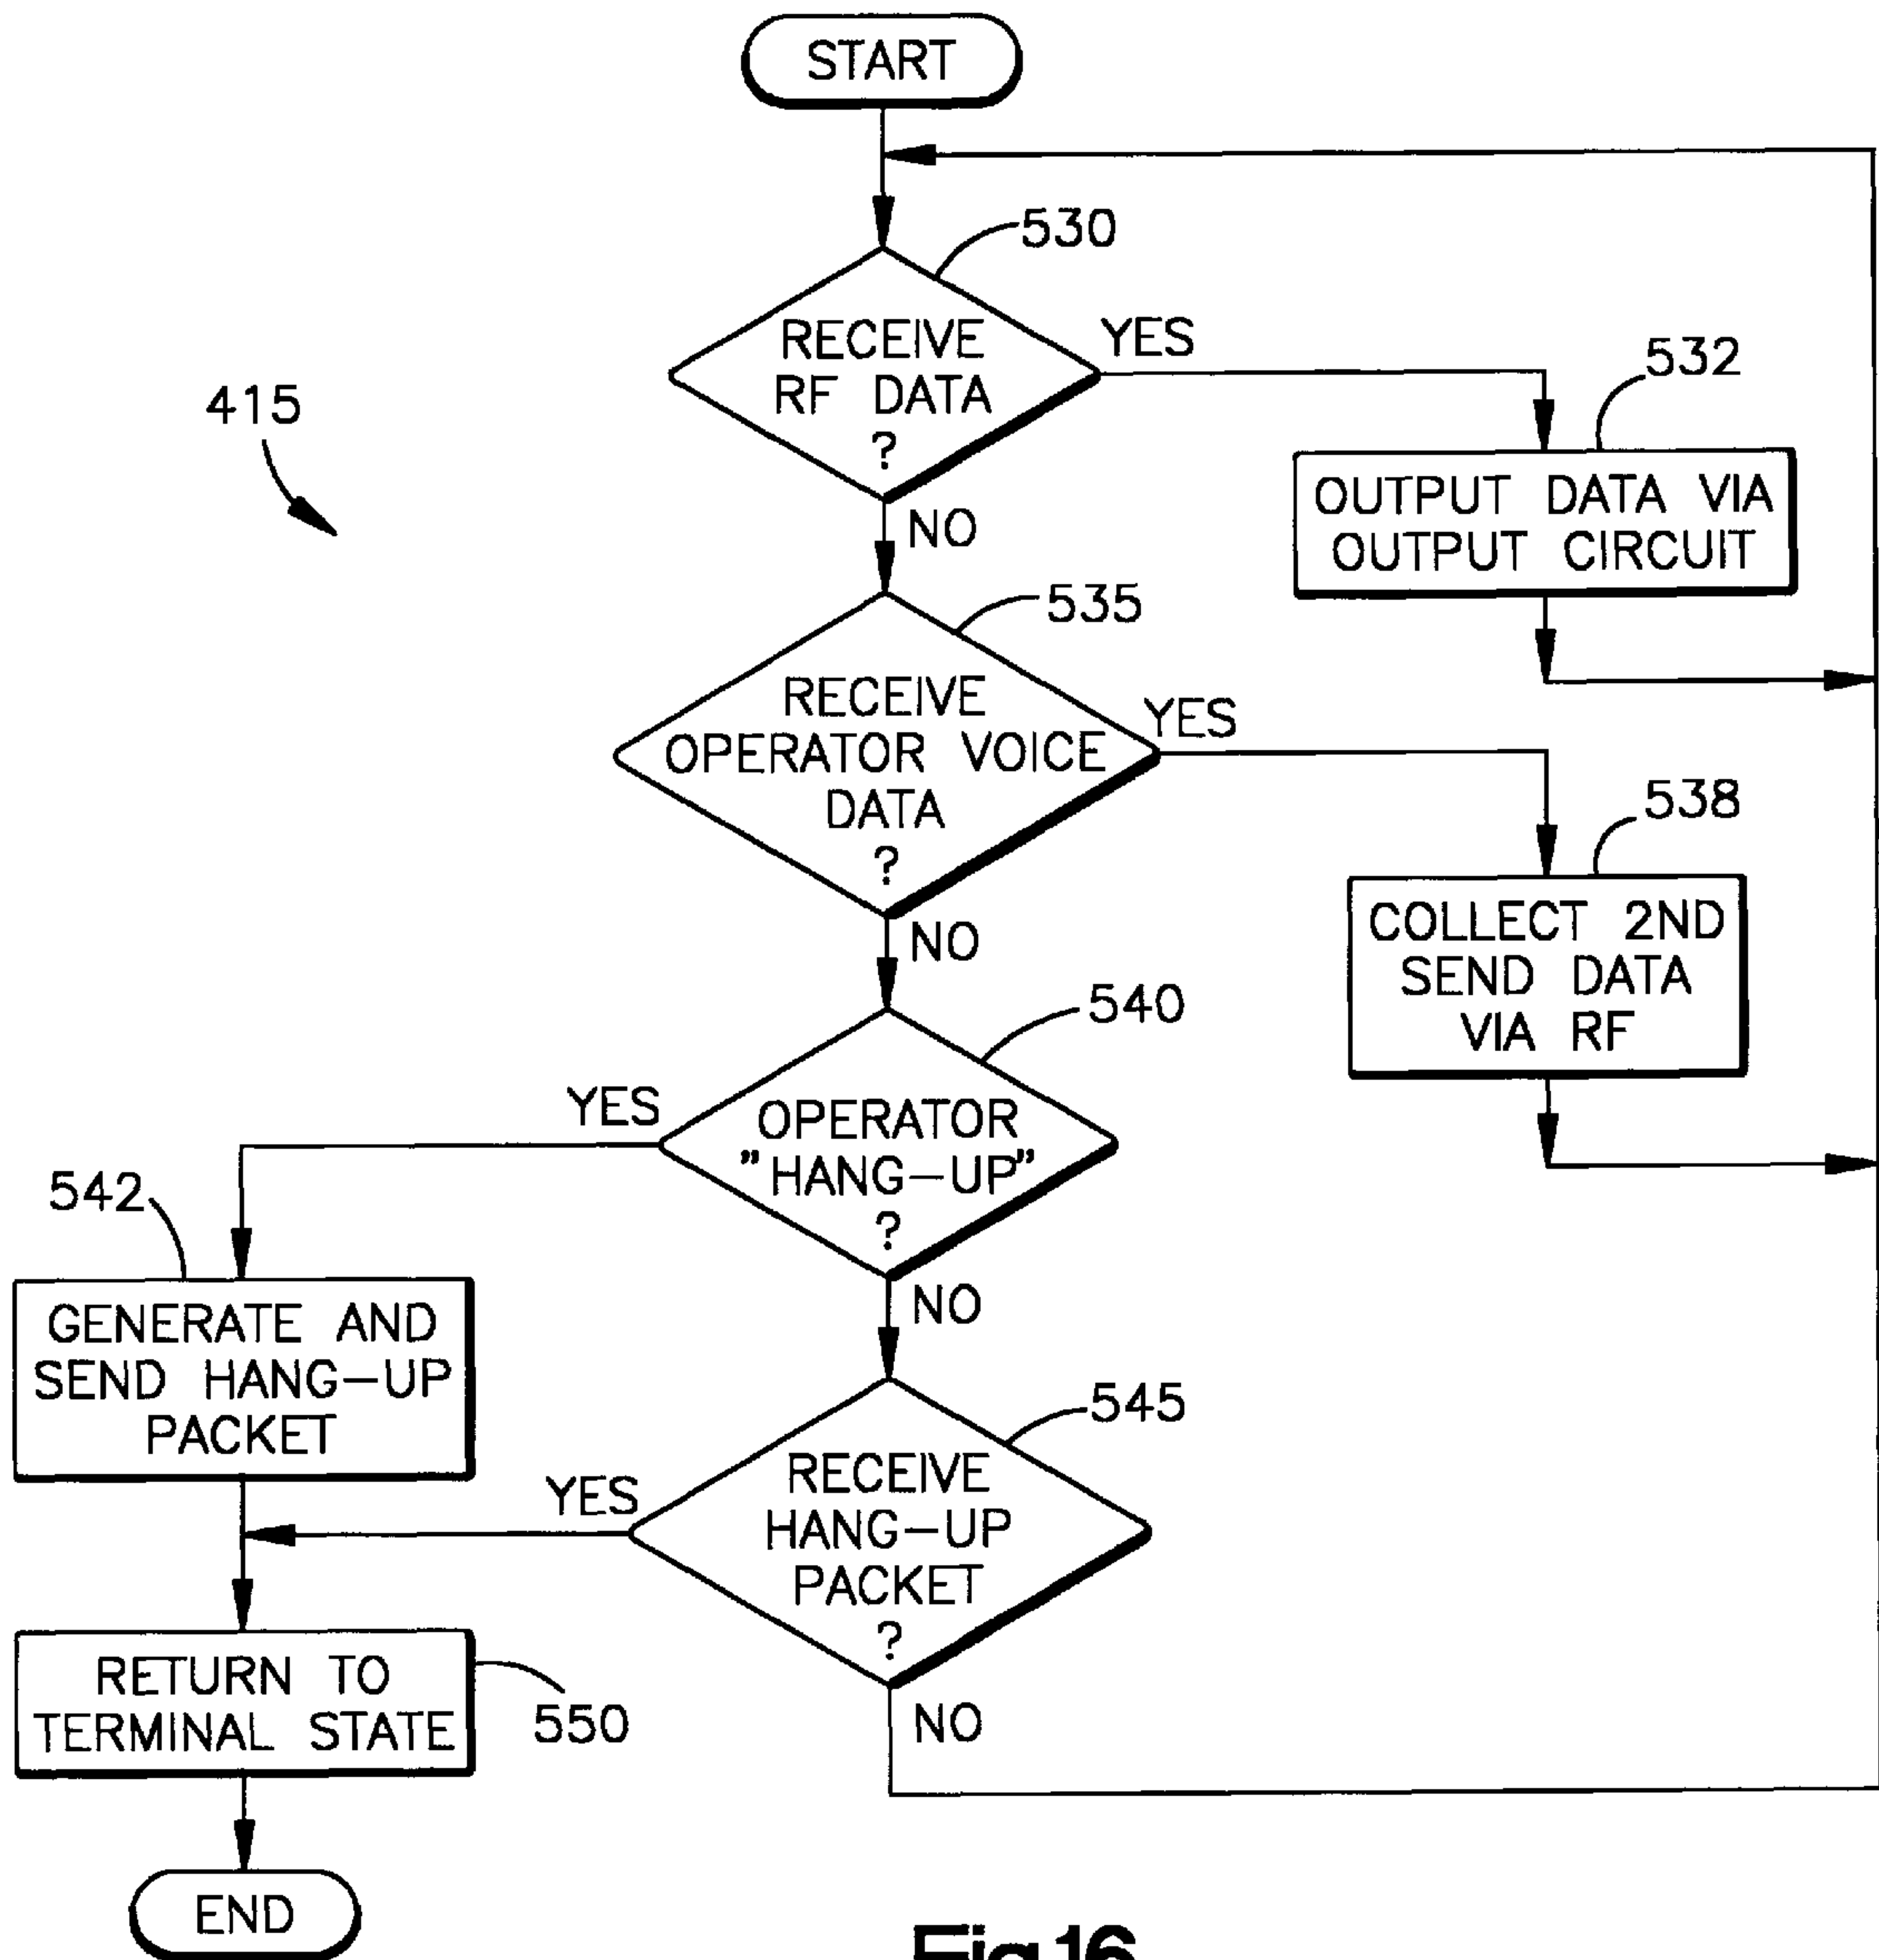 START
530
RECEIVE
RF DATA
?
YES
532
OUTPUT DATA VIA
OUTPUT CIRCUIT
415
NO
535
RECEIVE
OPERATOR VOICE
DATA
?
YES
538
COLLECT 2ND
SEND DATA
VIA RF
NO
540
OPERATOR
"HANG-UP"
?
YES
542
GENERATE AND
SEND HANG-UP
PACKET
NO
545
RECEIVE
HANG-UP
PACKET
?
YES
RETURN TO
TERMINAL STATE
550
NO
END
Fig.16